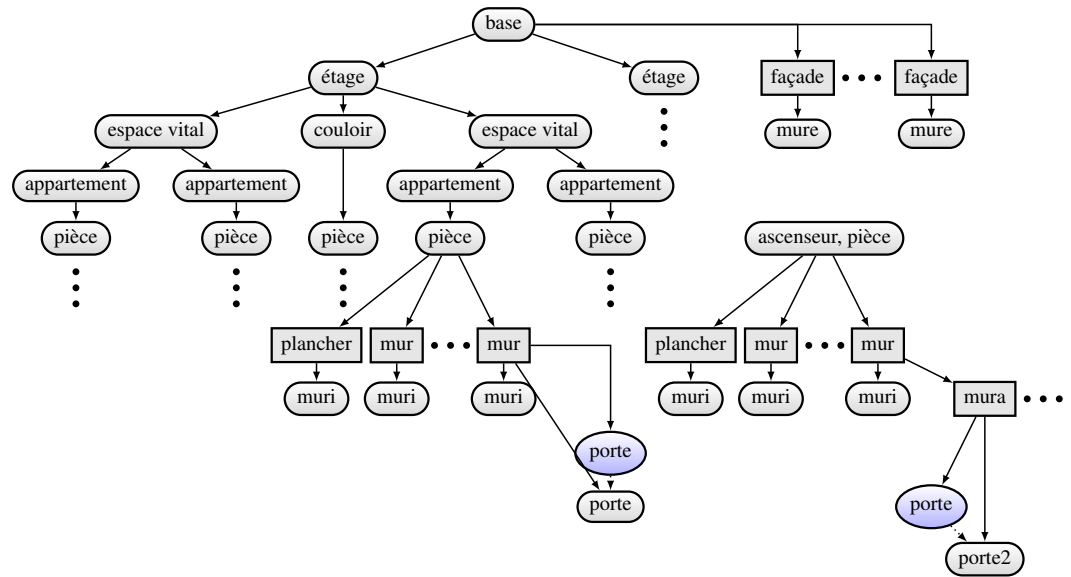 base
étage
étage
façade
façade
espace vital
couloir
espace vital
mure
mure
appartement
appartement
appartement
appartement
pièce
pièce
pièce
pièce
pièce
ascenseur, pièce
plancher
mur
mur
plancher
mur
mur
muri
muri
muri
muri
muri
muri
mura
porte
porte
porte
porte2